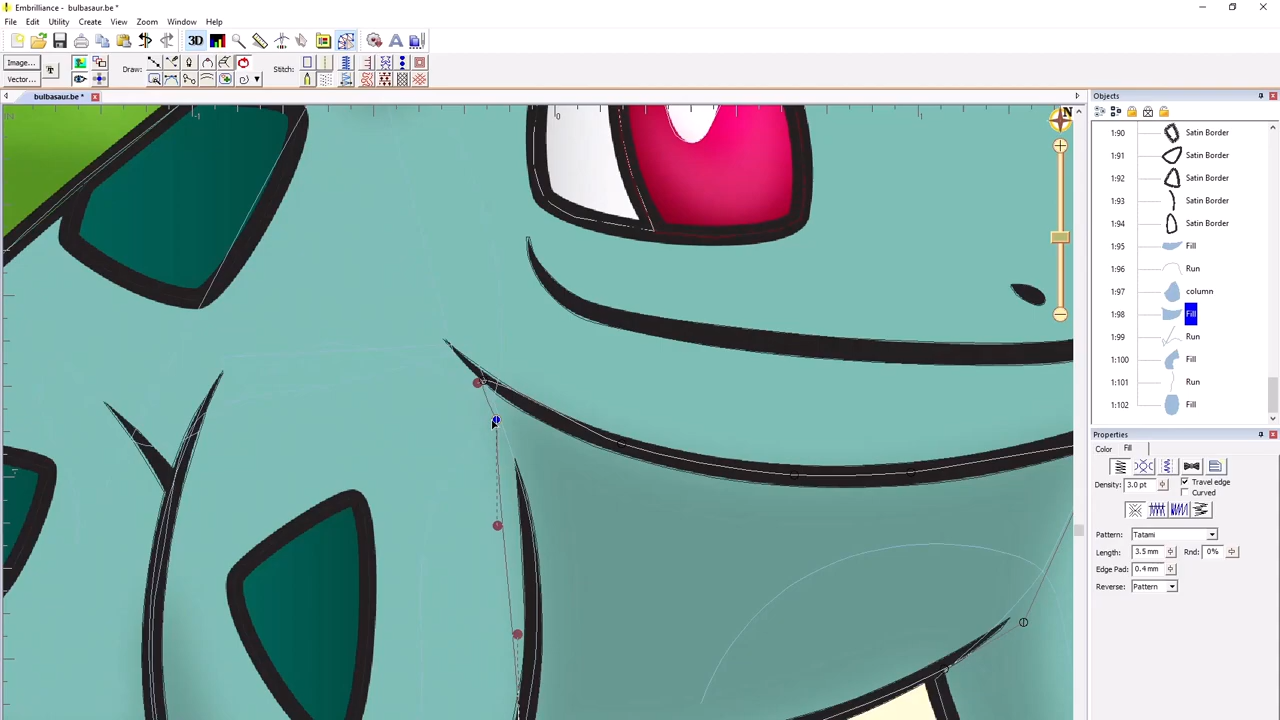 Embrilliance - bulbasaur.be *
File Edit Utility Create View Zoom Window Help
3D
Image... Draw: Stitch:
Vector...
bulbasaur.be *
-1 0 1
N
Objects
1:90 Satin Border
1:91 Satin Border
1:92 Satin Border
1:93 Satin Border
1:94 Satin Border
1:95 Fill
1:96 Run
1:97 column
1:98 Fill
1:99 Run
1:100 Fill
1:101 Run
1:102 Fill
Properties
Color Fill
Density: 3.0 pt Travel edge
Curved
Pattern: Tatami
Length: 3.5 mm Rnd: 0%
Edge Pad: 0.4 mm
Reverse: Pattern